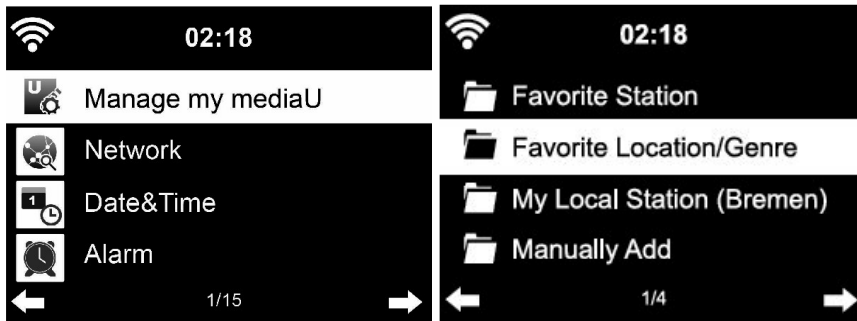 02:18
U
Manage my mediaU
Network
1
Date&Time
Alarm
1/15
02:18
Favorite Station
Favorite Location/Genre
My Local Station (Bremen)
Manually Add
1/4